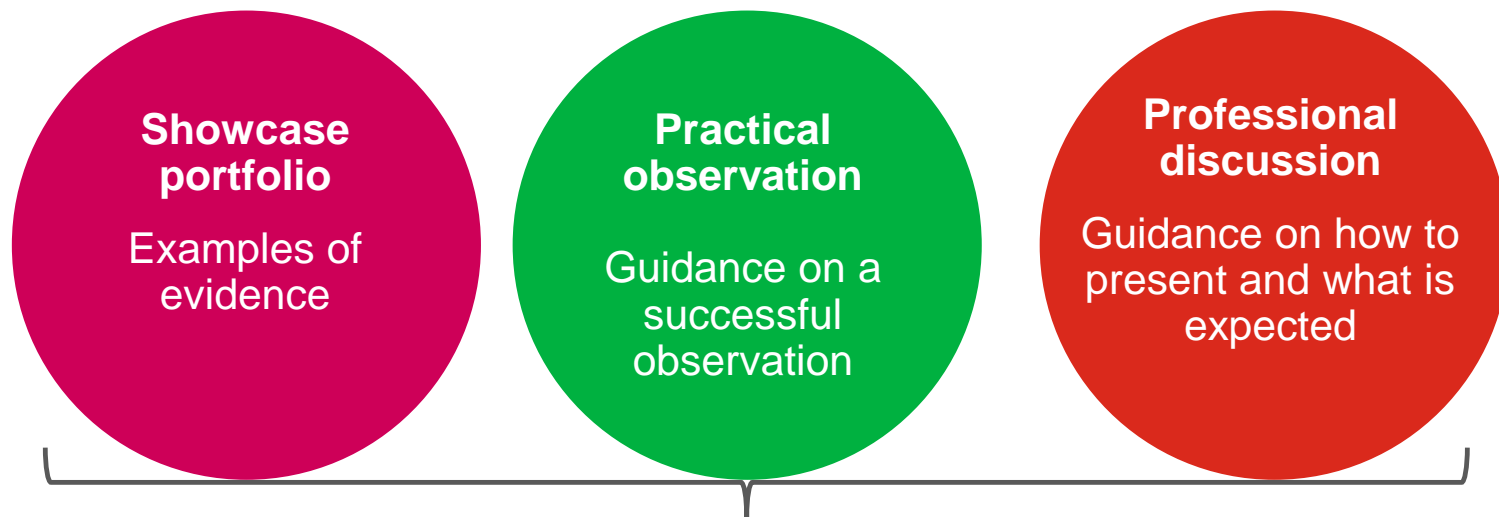 Showcase
portfolio
Examples of
evidence
Practical
observation
Guidance on a
successful
observation
Professional
discussion
Guidance on how to
present and what is
expected